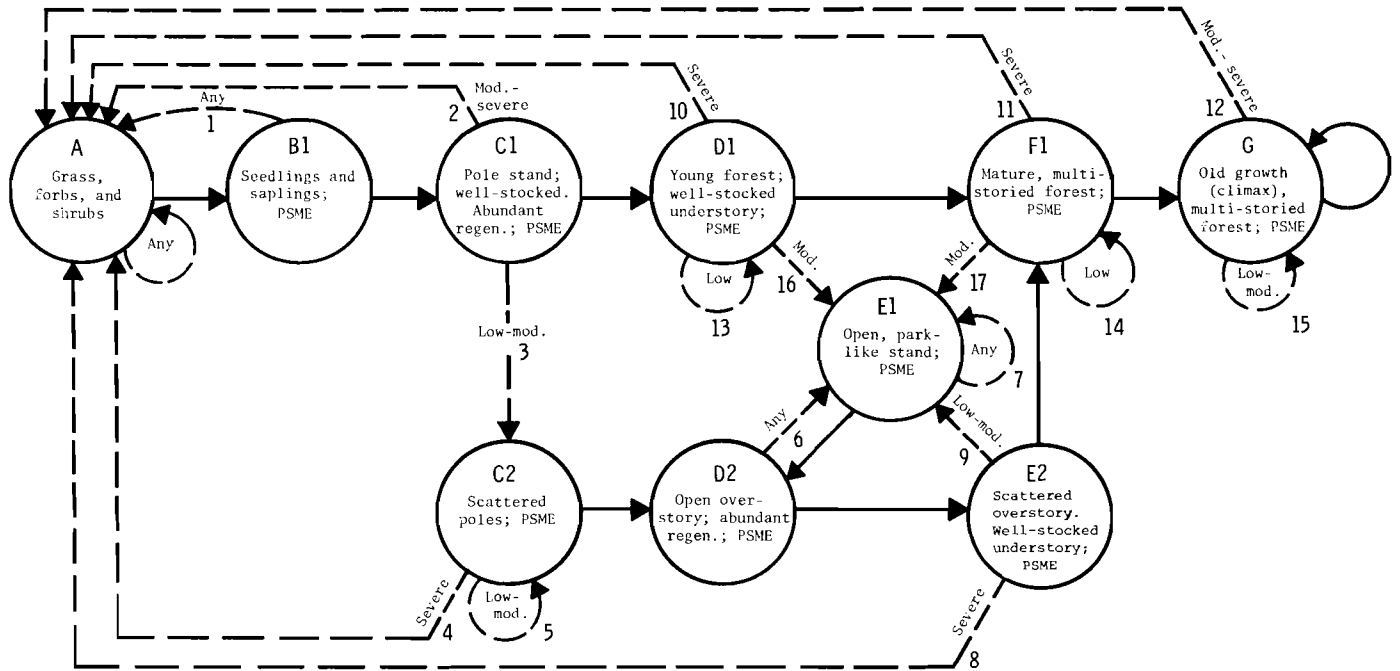 Mod.- severe
Severe
Severe
Any
1
2
Mod.-
severe
10
11
12
A
Grass,
forbs, and
shrubs
Any
B1
Seedlings and
saplings;
PSME
C1
Pole stand;
well-stocked.
Abundant
regen.; PSME
D1
Young forest;
well-stocked
understory;
PSME
F1
Mature, multi-
storied forest;
PSME
G
Old growth
(climax),
multi-storied
forest; PSME
Low
13
Mod.
16
Mod.
17
Low
14
Low-
mod.
15
Low-mod.
3
E1
Open, park-
like stand;
PSME
Any
7
Any
6
Low-mod.
9
C2
Scattered
poles; PSME
D2
Open over-
story; abundant
regen.; PSME
E2
Scattered
overstory.
Well-stocked
understory;
PSME
Severe
4
Low-
mod.
5
Severe
8